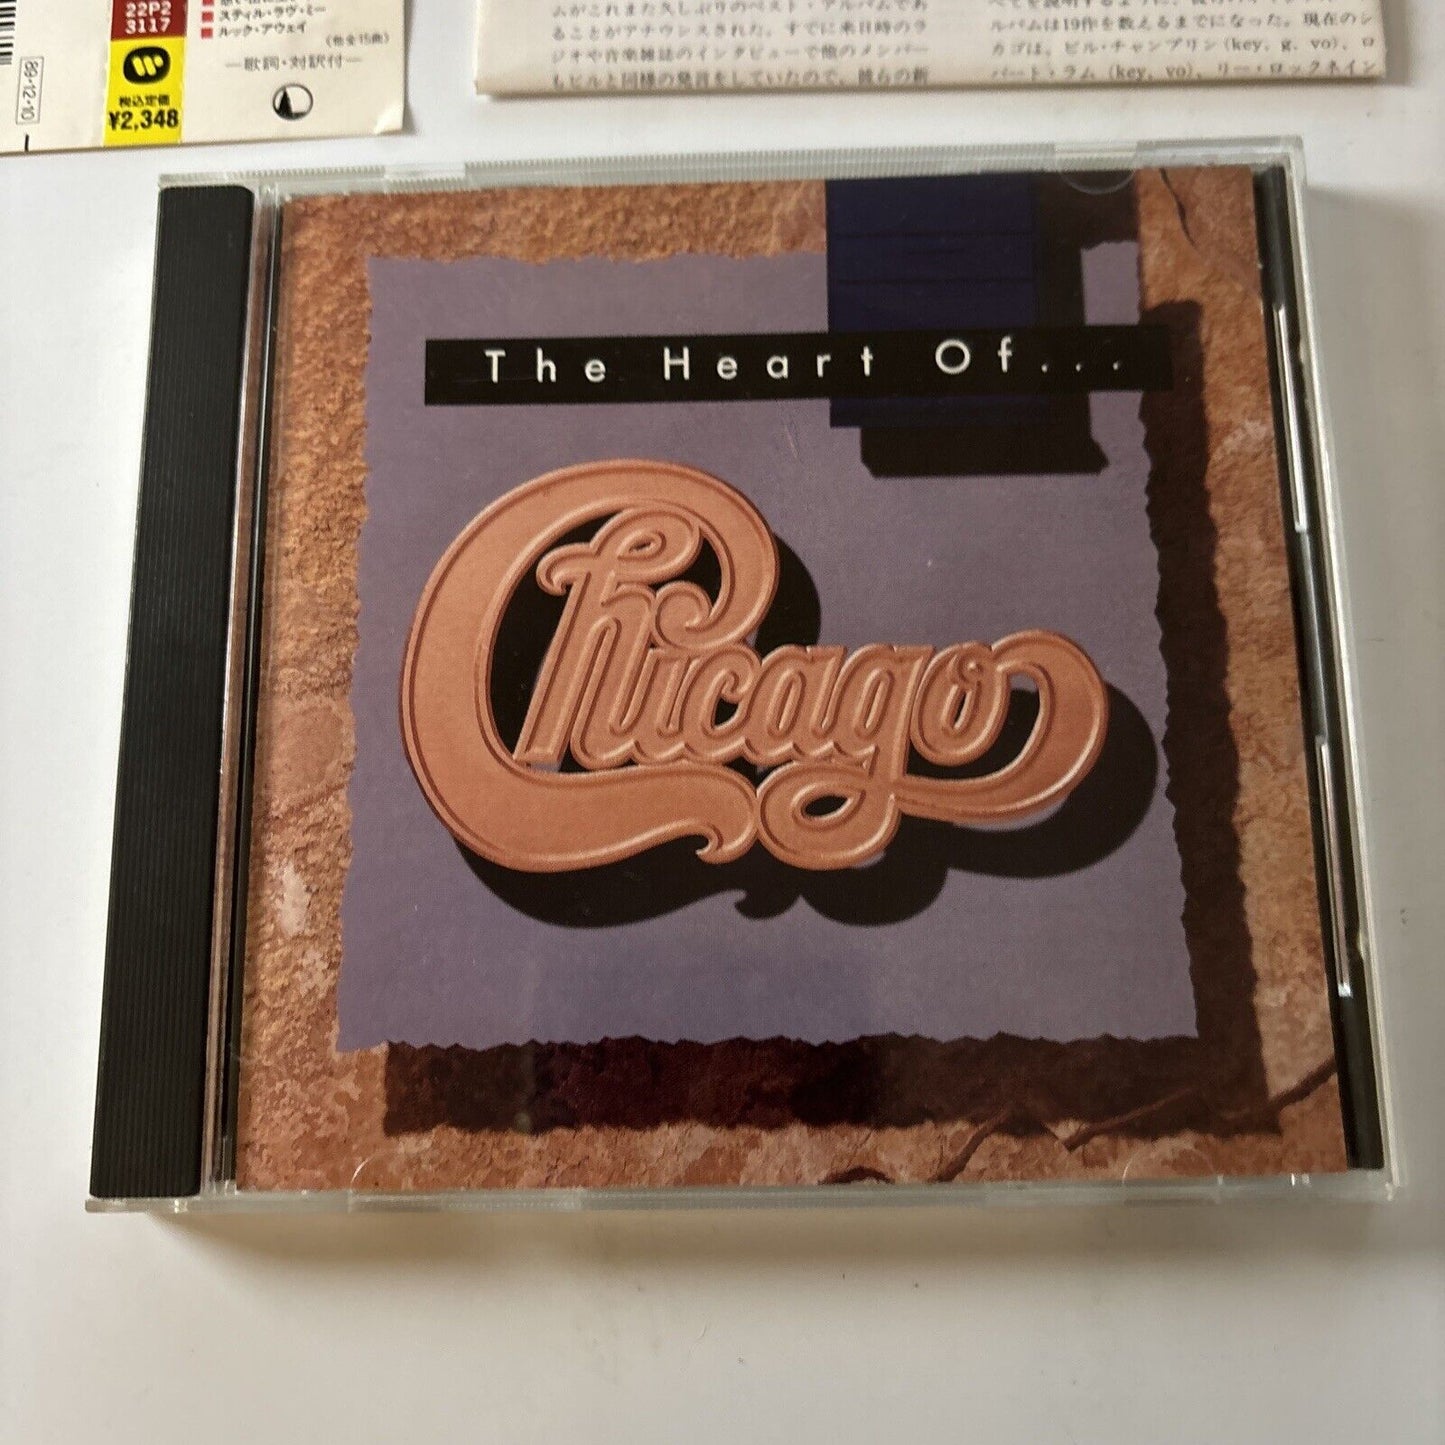 22P2
3117
スティル・ラヴ・ミー
ルック・アウェイ
(他全15曲)
—歌詞・対訳付—
89・12・10
税込定価
¥2,348
ムがこれまた久しぶりのベスト・アルバムであ
ることがアナウンスされた。すでに来日時のラ
ジオや音楽雑誌のインタビューで他のメンバー
もビルと同様の発言をしていたので、彼らの新
アルバムは19作を数えるまでになった。現在のシ
カゴは、ビル・チャンプリン(key, g, vo)、ロ
バート・ラム (key, vo)、リー・ロックネイン
The Heart Of...
Chicago